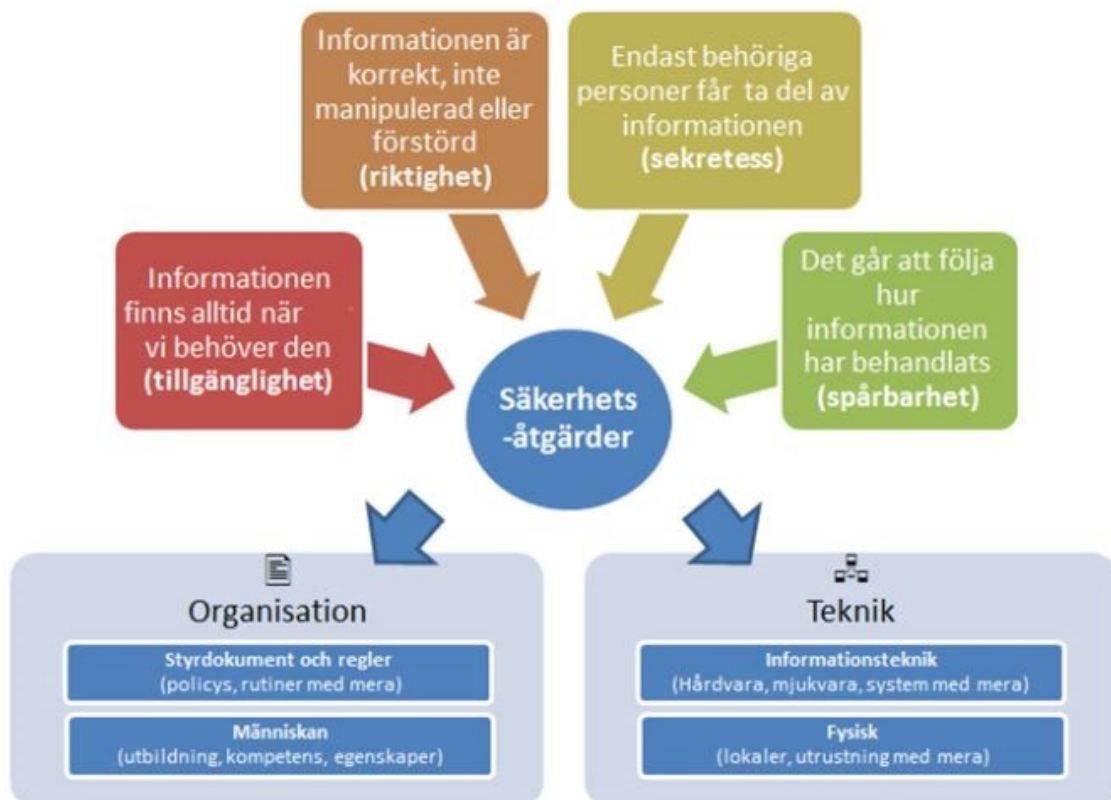 Informationen är
korrekt, inte
manipulerad eller
förstörd
(riktighet)
Endast behöriga
personer får ta del av
informationen
(sekretess)
Informationen
finns alltid när
vi behöver den
(tillgänglighet)
Det går att följa
hur
informationen
har behandlats
(spårbarhet)
Säkerhets
-åtgärder
Organisation
Styrdokument och regler
(policys, rutiner med mera)
Människan
(utbildning, kompetens, egenskaper)
Teknik
Informationsteknik
(Hårdvara, mjukvara, system med mera)
Fysisk
(lokaler, utrustning med mera)